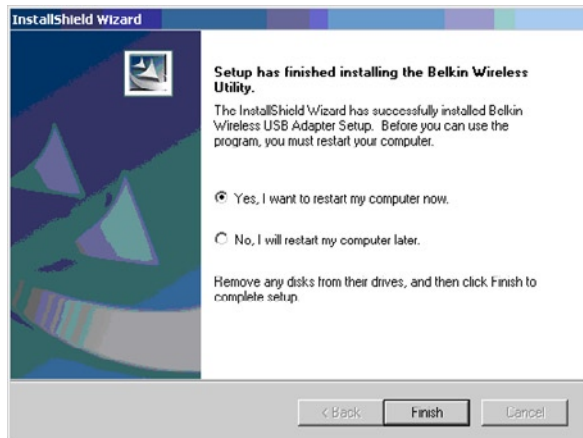 InstallShield Wizard
Setup has finished installing the Belkin Wireless
Utility.
The InstallShield Wizard has successfully installed Belkin
Wireless USB Adapter Setup. Before you can use the
program, you must restart your computer.
Yes, I want to restart my computer now.
No, I will restart my computer later.
Remove any disks from their drives, and then click Finish to
complete setup.
< Back Finish Cancel